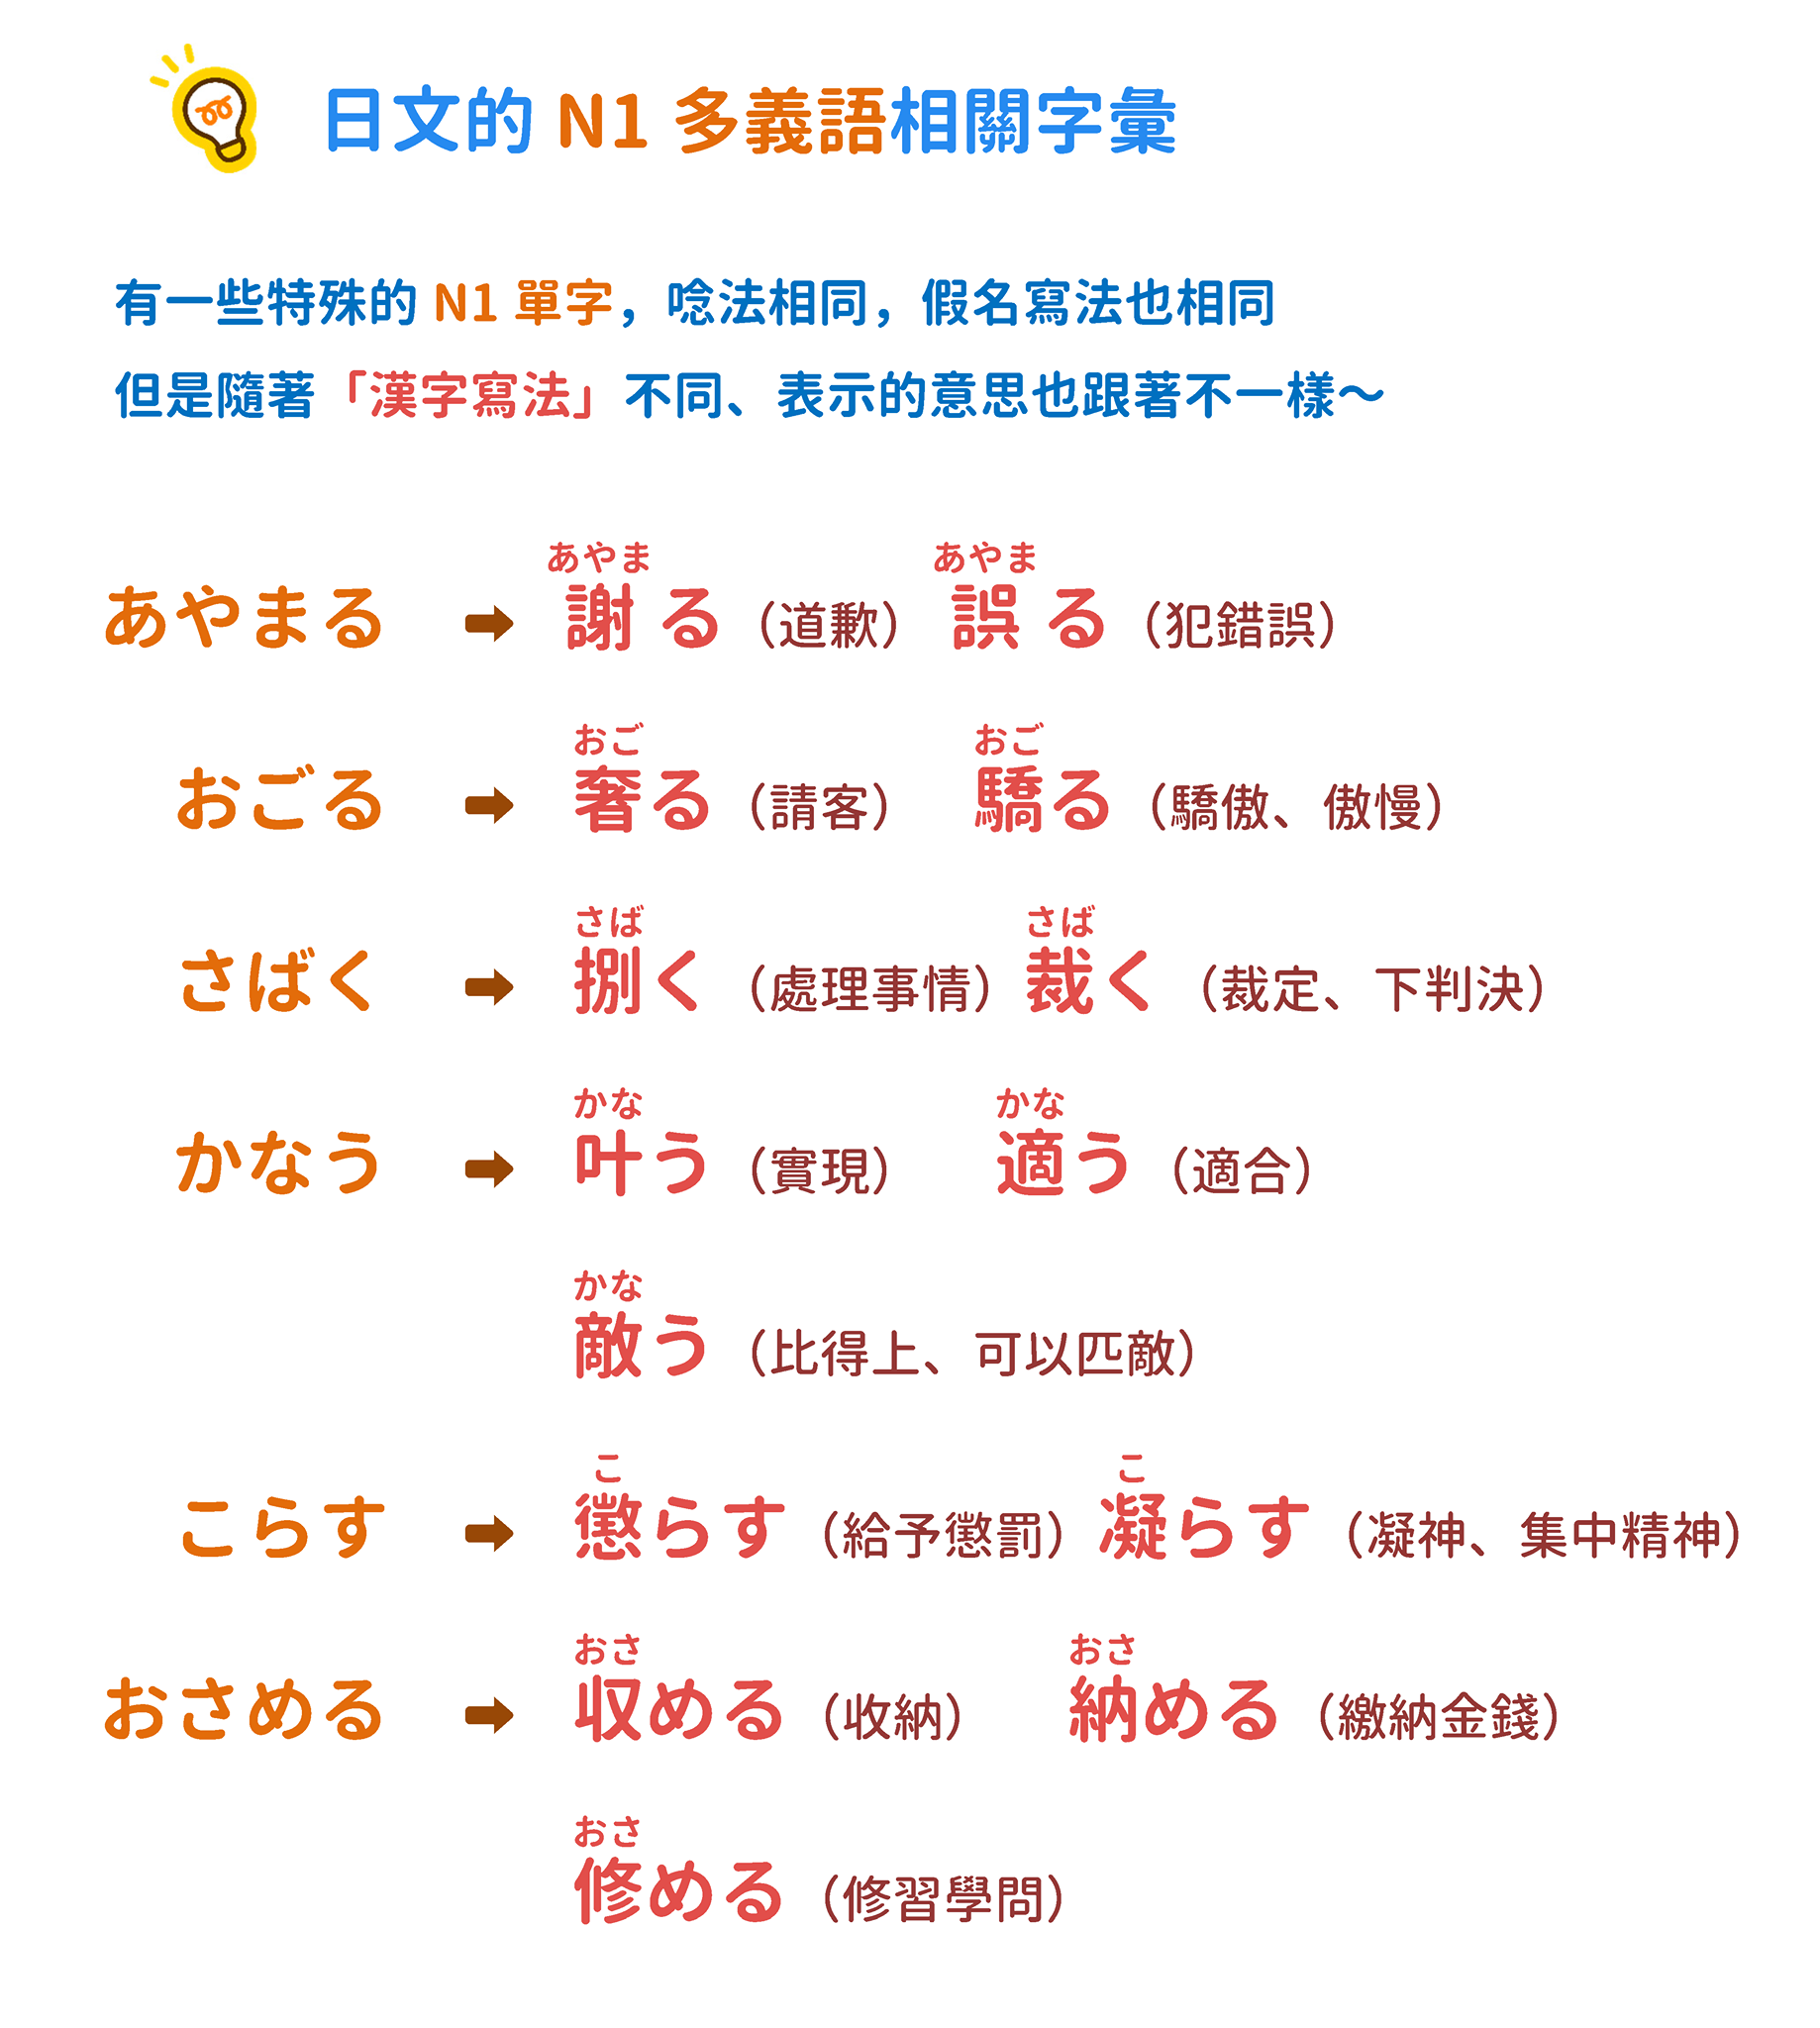 日文的 N1 多義語相關字彙
有一些特殊的 N1 單字，唸法相同，假名寫法也相同
但是隨著「漢字寫法」不同、表示的意思也跟著不一樣～
あやま あやま
あやまる ➡ 謝る（道歉） 誤る（犯錯誤）
おご おご
おごる ➡ 奢る（請客） 驕る（驕傲、傲慢）
さば さば
さばく ➡ 捌く（處理事情） 裁く（裁定、下判決）
かな かな
かなう ➡ 叶う（實現） 適う（適合）
かな
敵う（比得上、可以匹敵）
こ こ
こらす ➡ 懲らす（給予懲罰） 凝らす（凝神、集中精神）
おさ おさ
おさめる ➡ 収める（收納） 納める（繳納金錢）
おさ
修める（修習學問）